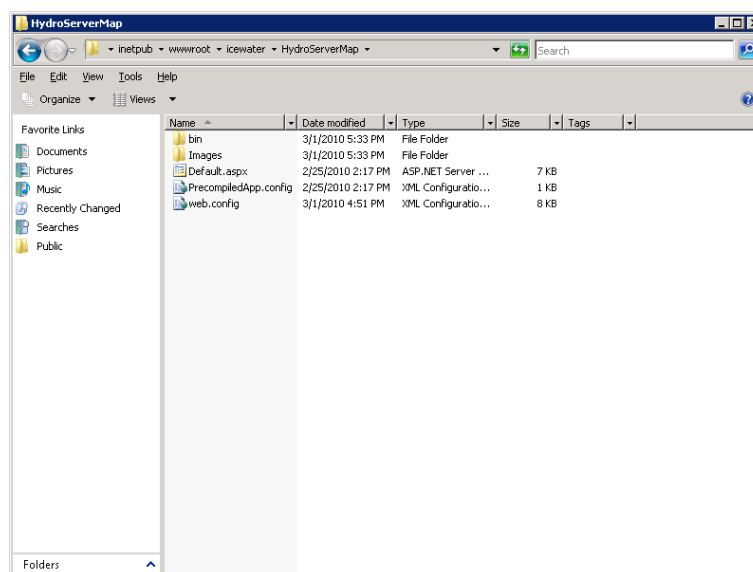 HydroServerMap
inetpub wwwroot icewater HydroServerMap Search
File Edit View Tools Help
Organize Views
Favorite Links
Documents
Pictures
Music
Recently Changed
Searches
Public
Name Date modified Type Size Tags
bin 3/1/2010 5:33 PM File Folder
Images 3/1/2010 5:33 PM File Folder
Default.aspx 2/25/2010 2:17 PM ASP.NET Server ... 7 KB
PrecompiledApp.config 2/25/2010 2:17 PM XML Configuratio... 1 KB
web.config 3/1/2010 4:51 PM XML Configuratio... 8 KB
Folders